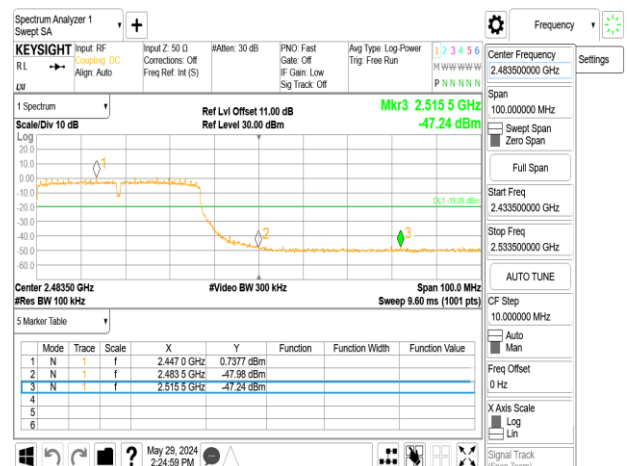 Spectrum Analyzer 1
Swept SA
Frequency
KEYSIGHT Input: RF Input Z: 50 Ω #Atten: 30 dB PNO: Fast Avg Type: Log-Power 1 2 3 4 5 6
RL Coupling: DC Corrections: Off Gate: Off Trig: Free Run M W W W W W
Align: Auto Freq Ref: Int (S) IF Gain: Low
Sig Track: Off P N N N N N
LXI
1 Spectrum
Ref Lvl Offset 11.00 dB Mkr3 2.515 5 GHz
Scale/Div 10 dB Ref Level 30.00 dBm -47.24 dBm
Log
20.0
10.0
1
0.00
-10.0
-20.0
DL1 -19.26 dBm
-30.0
-40.0
2
3
-50.0
-60.0
Center 2.48350 GHz #Video BW 300 kHz Span 100.0 MHz
#Res BW 100 kHz Sweep 9.60 ms (1001 pts)
5 Marker Table
Mode Trace Scale X Y Function Function Width Function Value
1 N 1 f 2.447 0 GHz 0.7377 dBm
2 N 1 f 2.483 5 GHz -47.98 dBm
3 N 1 f 2.515 5 GHz -47.24 dBm
4
5
6
? May 29, 2024
2:24:59 PM
Center Frequency
2.483500000 GHz
Settings
Span
100.000000 MHz
Swept Span
Zero Span
Full Span
Start Freq
2.433500000 GHz
Stop Freq
2.533500000 GHz
AUTO TUNE
CF Step
10.000000 MHz
Auto
Man
Freq Offset
0 Hz
X Axis Scale
Log
Lin
Signal Track
(Span Zoom)